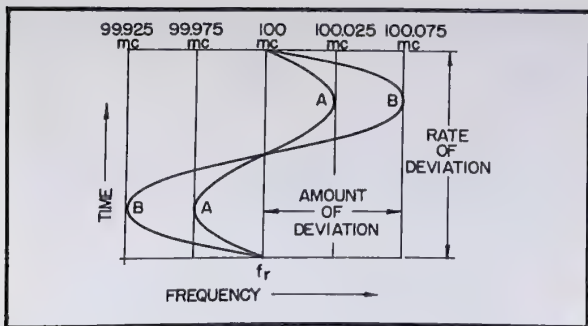 99.925 99.975 100 100.025 100.075
mc mc mc mc mc
A B
RATE
OF
DEVIATION
TIME
AMOUNT
OF
DEVIATION
B A
fr
FREQUENCY